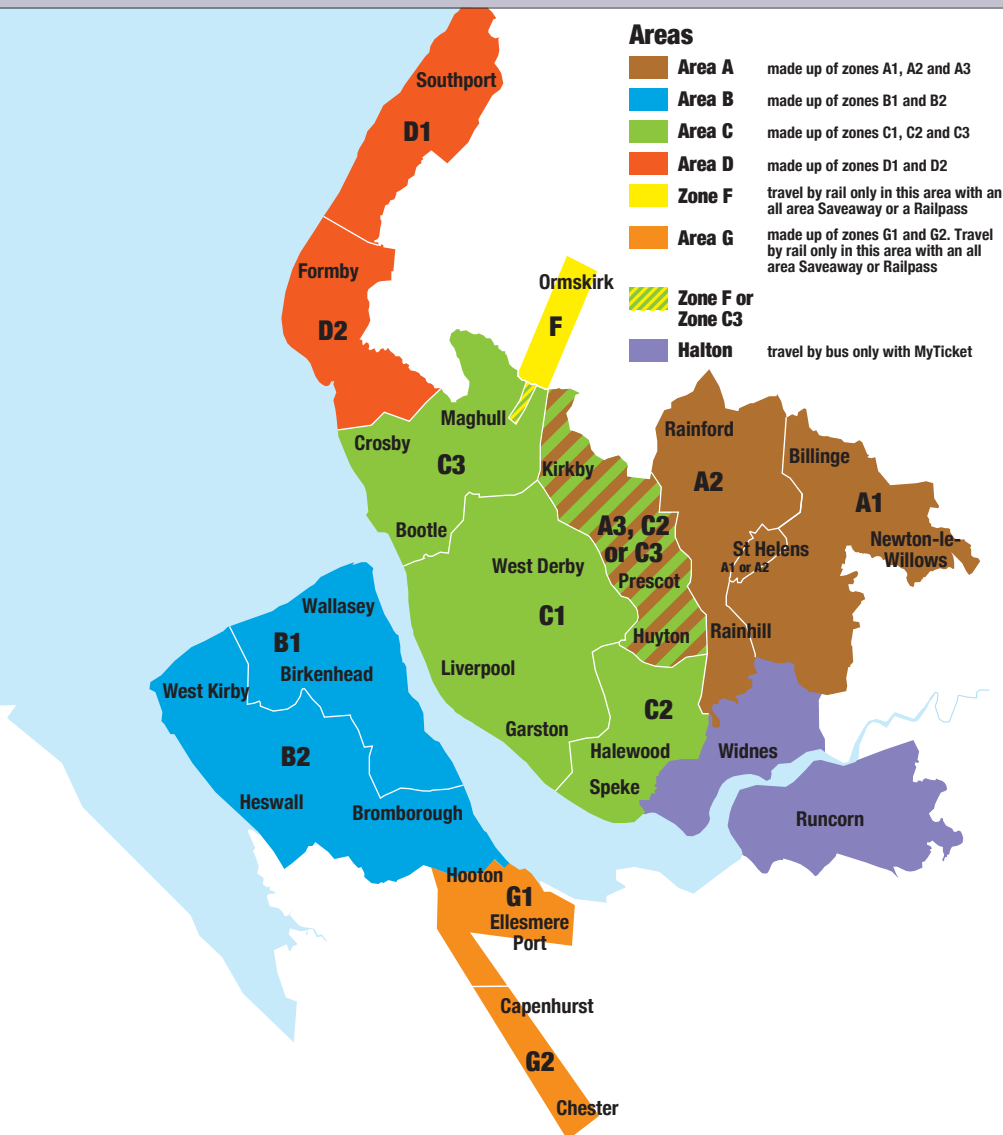 Areas
Area A made up of zones A1, A2 and A3
Area B made up of zones B1 and B2
Area C made up of zones C1, C2 and C3
Area D made up of zones D1 and D2
Zone F travel by rail only in this area with an
all area Saveaway or a Railpass
Area G made up of zones G1 and G2. Travel
by rail only in this area with an all
area Saveaway or Railpass
Zone F or
Zone C3
Halton travel by bus only with MyTicket
Southport
D1
Formby
D2
Ormskirk
F
Maghull
Crosby
C3
Bootle
Kirkby
A3, C2
or C3
Prescot
Huyton
Rainford
A2
Billinge
A1
Newton-le-
Willows
St Helens
A1 or A2
Rainhill
West Derby
C1
Liverpool
Garston
C2
Halewood
Speke
Widnes
Runcorn
Wallasey
B1
Birkenhead
West Kirby
B2
Heswall
Bromborough
Hooton
G1
Ellesmere
Port
Capenhurst
G2
Chester